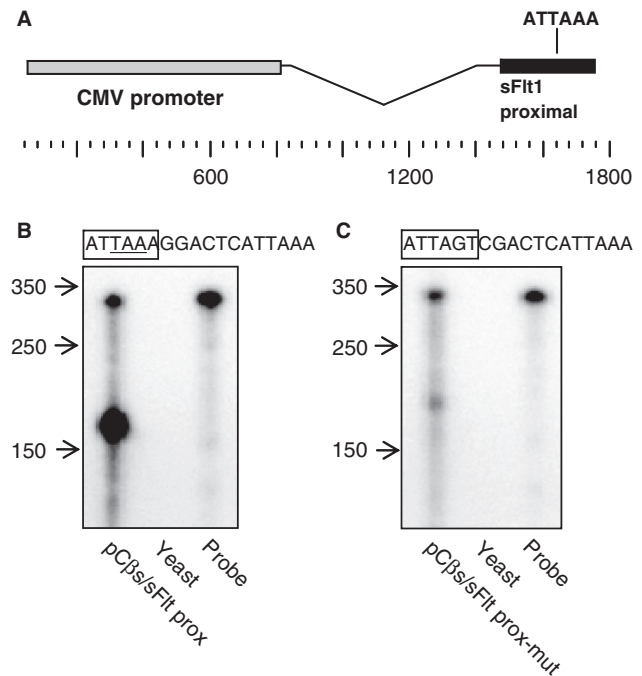 A
ATTAAA
CMV promoter
sFlt1
proximal
600 1200 1800
B
ATTAAAGGACTCATTAAA
350
250
150
pCβs/sFlt prox
Yeast
Probe
C
ATTAGTCGACTCATTAAA
350
250
150
pCβs/sFlt prox-mut
Yeast
Probe